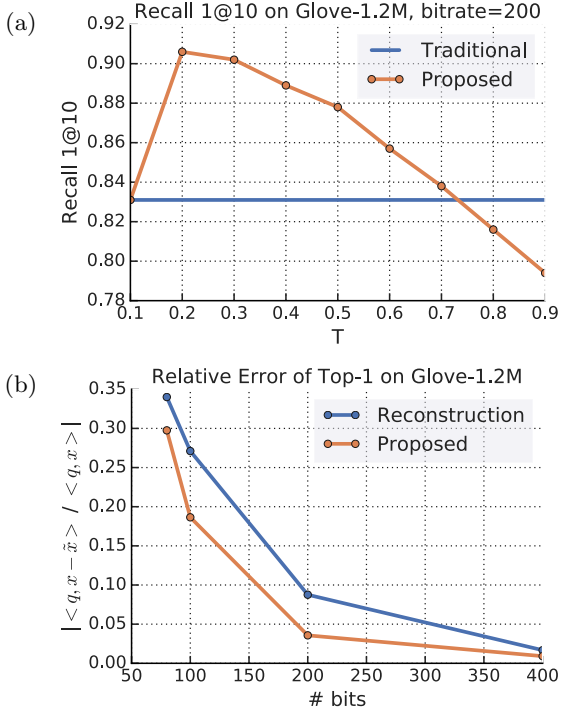 (a)
Recall 1@10 on Glove-1.2M, bitrate=200
0.92
0.90
0.88
0.86
0.84
0.82
0.80
0.78
Recall 1@10
Traditional
Proposed
0.1 0.2 0.3 0.4 0.5 0.6 0.7 0.8 0.9
T
(b)
Relative Error of Top-1 on Glove-1.2M
0.35
0.30
0.25
0.20
0.15
0.10
0.05
0.00
| < q, x − x̃ > / < q, x > |
Reconstruction
Proposed
50 100 150 200 250 300 350 400
# bits